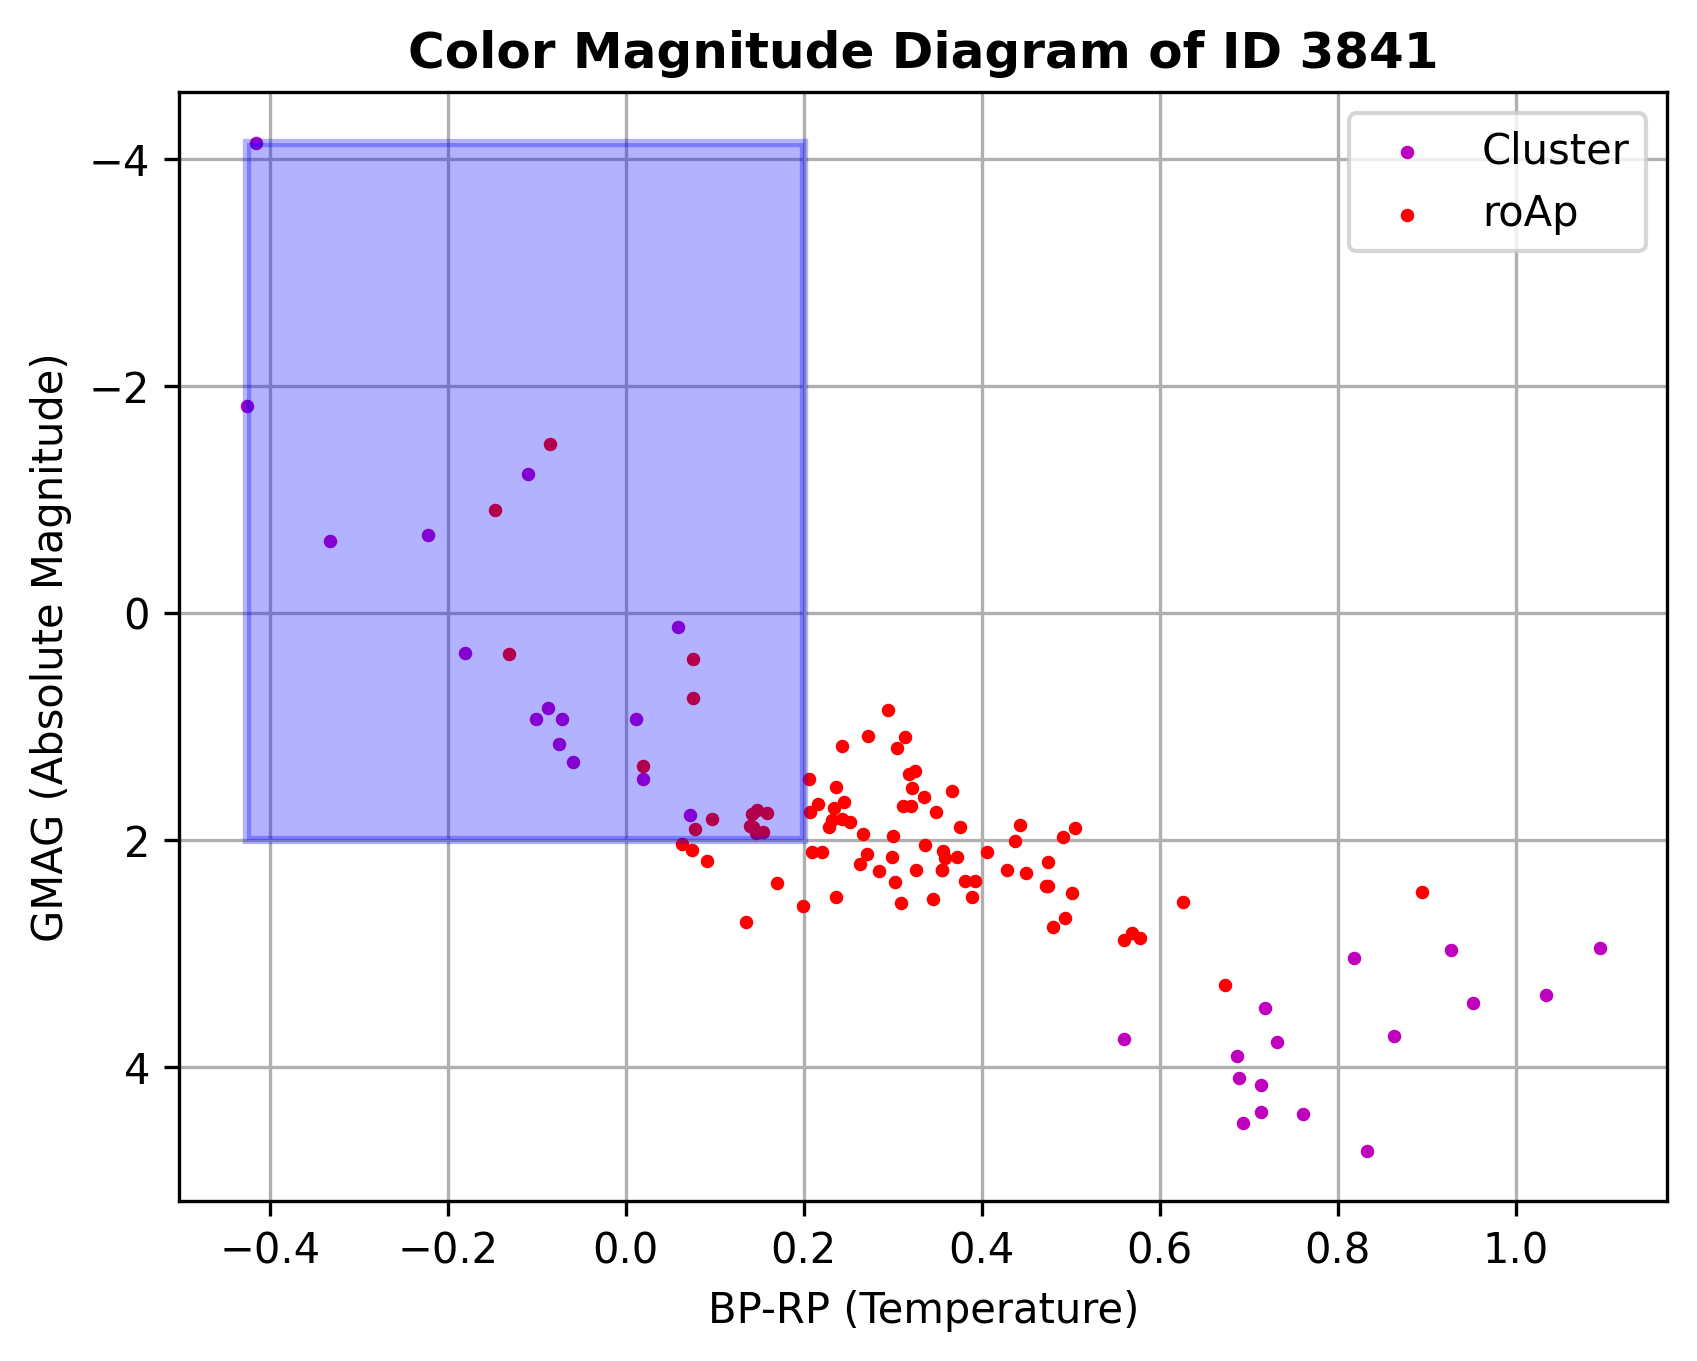 Color Magnitude Diagram of ID 3841
Cluster
roAp
GMAG (Absolute Magnitude)
−4
−2
0
2
4
−0.4
−0.2
0.0
0.2
0.4
0.6
0.8
1.0
BP-RP (Temperature)